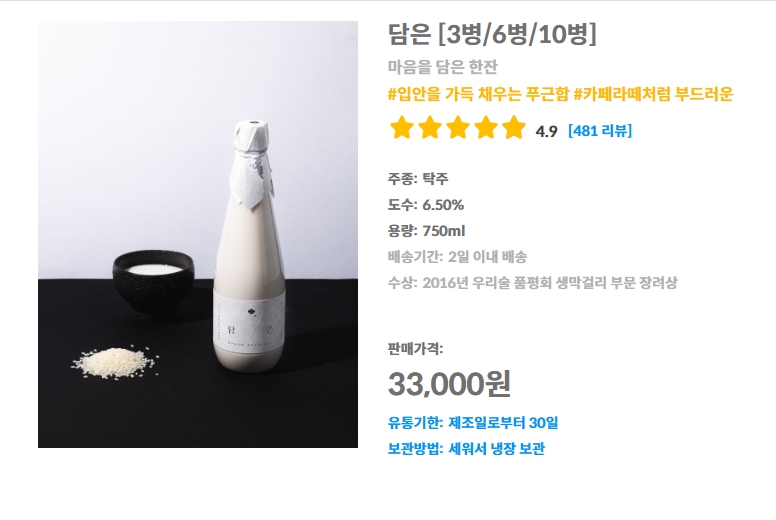 담은 [3병/6병/10병]
마음을 담은 한잔
#입안을 가득 채우는 푸근함 #카페라떼처럼 부드러운
4.9 [481 리뷰]
주종: 탁주
도수: 6.50%
용량: 750ml
배송기간: 2일 이내 배송
수상: 2016년 우리술 품평회 생막걸리 부문 장려상
판매가격:
33,000원
유통기한: 제조일로부터 30일
보관방법: 세워서 냉장 보관
담은